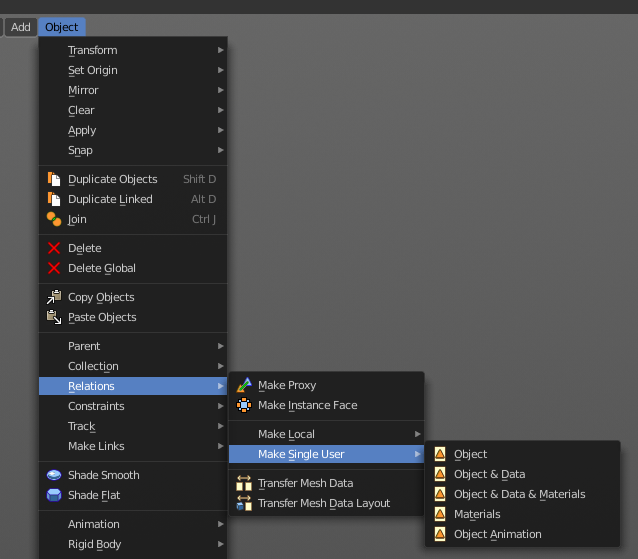 Add Object
Transform
Set Origin
Mirror
Clear
Apply
Snap
Duplicate Objects Shift D
Duplicate Linked Alt D
Join Ctrl J
Delete
Delete Global
Copy Objects
Paste Objects
Parent
Collection
Relations
Constraints
Track
Make Links
Shade Smooth
Shade Flat
Animation
Rigid Body
Make Proxy
Make Instance Face
Make Local
Make Single User
Transfer Mesh Data
Transfer Mesh Data Layout
Object
Object & Data
Object & Data & Materials
Materials
Object Animation